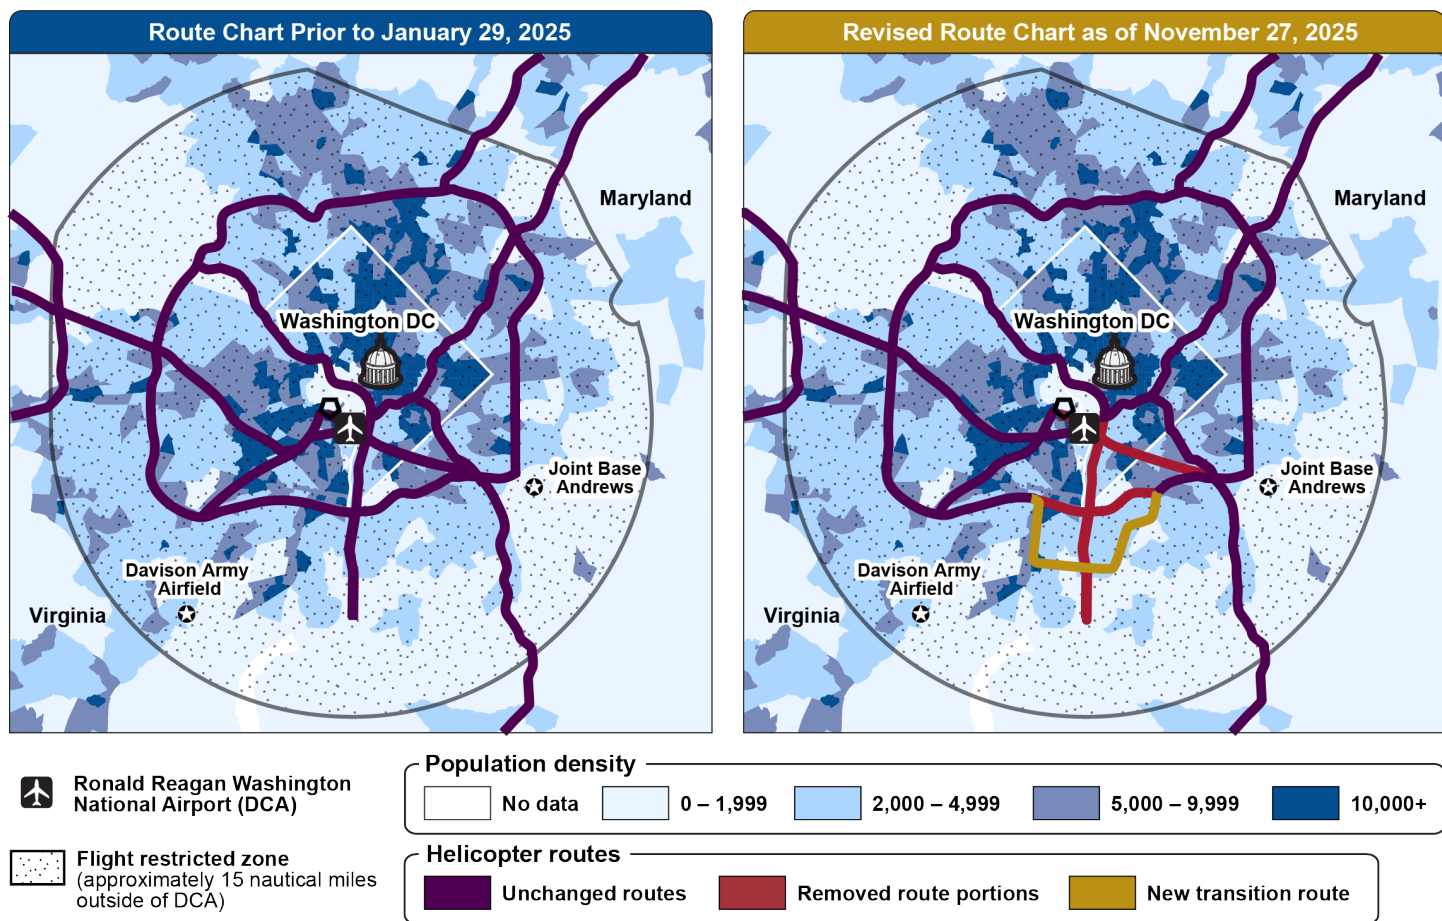 Route Chart Prior to January 29, 2025
Maryland
Washington DC
Joint Base
Andrews
Davison Army
Airfield
Virginia
Revised Route Chart as of November 27, 2025
Maryland
Washington DC
Joint Base
Andrews
Davison Army
Airfield
Virginia
Ronald Reagan Washington
National Airport (DCA)
Flight restricted zone
(approximately 15 nautical miles
outside of DCA)
Population density
No data
0 – 1,999
2,000 – 4,999
5,000 – 9,999
10,000+
Helicopter routes
Unchanged routes
Removed route portions
New transition route